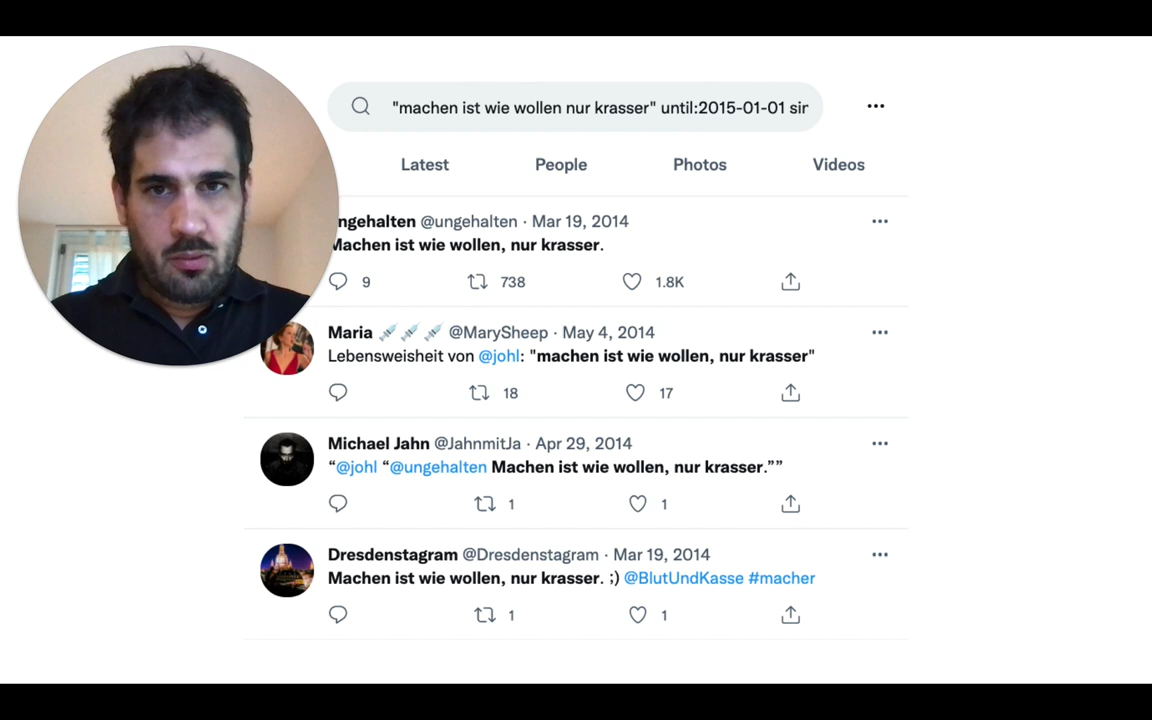 "machen ist wie wollen nur krasser" until:2015-01-01 sin
Latest People Photos Videos
ngehalten @ungehalten · Mar 19, 2014
Machen ist wie wollen, nur krasser.
9 738 1.8K
Maria 💉💉💉 @MarySheep · May 4, 2014
Lebensweisheit von @johl: "machen ist wie wollen, nur krasser"
18 17
Michael Jahn @JahnmitJa · Apr 29, 2014
“@johl “@ungehalten Machen ist wie wollen, nur krasser.””
1 1
Dresdenstagram @Dresdenstagram · Mar 19, 2014
Machen ist wie wollen, nur krasser. ;) @BlutUndKasse #macher
1 1